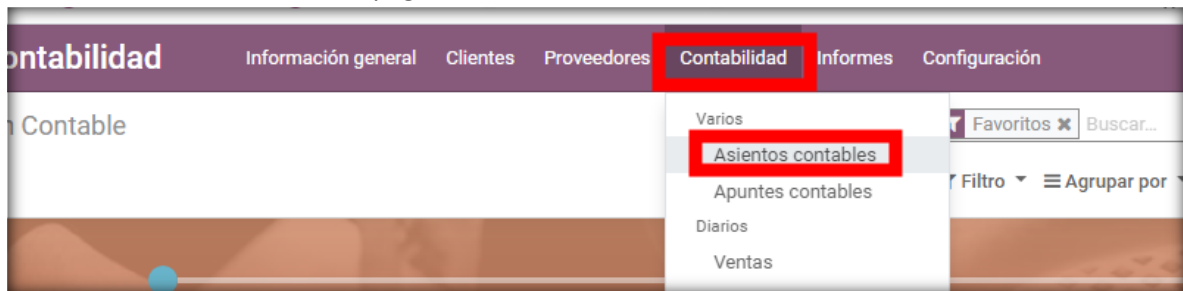 ontabilidad Información general Clientes Proveedores Contabilidad Informes Configuración
Contable
Varios
Favoritos ✖ Buscar...
Asientos contables
Filtro Agrupar por
Apuntes contables
Diarios
Ventas